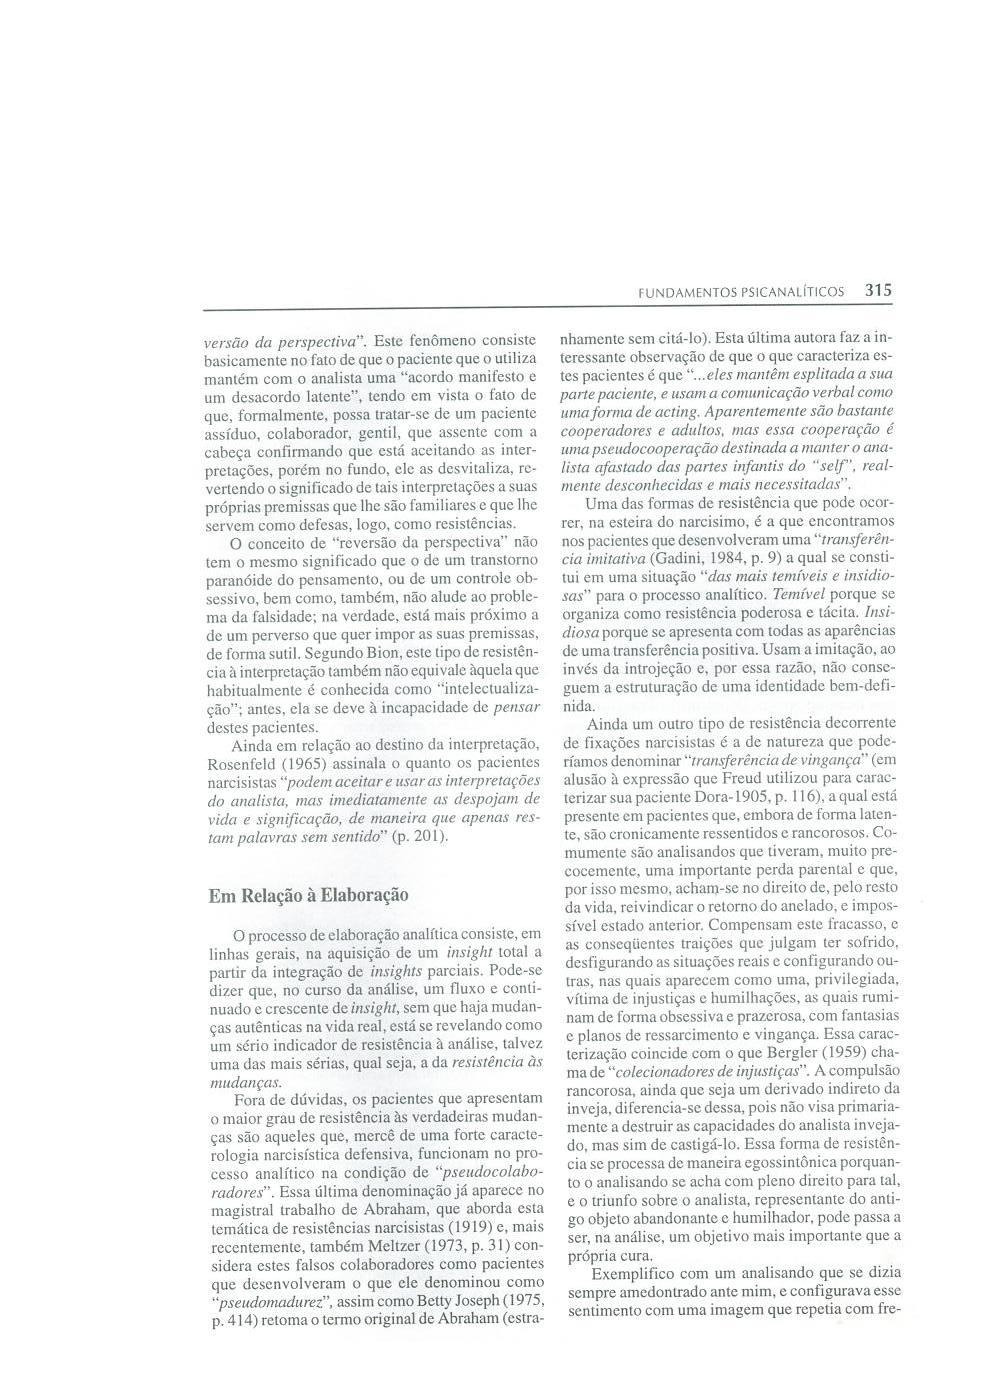 FUNDAMENTOS PSICANALÍTICOS 315
versão da perspectiva". Este fenômeno consiste
basicamente no fato de que o paciente que o utiliza
mantém com o analista uma "acordo manifesto e
um desacordo latente", tendo em vista o fato de
que, formalmente, possa tratar-se de um paciente
assíduo, colaborador, gentil, que assente com a
cabeça confirmando que está aceitando as inter-
pretações, porém no fundo, ele as desvitaliza, re-
vertendo o significado de tais interpretações a suas
próprias premissas que lhe são familiares e que lhe
servem como defesas, logo, como resistências.
O conceito de "reversão da perspectiva" não
tem o mesmo significado que o de um transtorno
paranóide do pensamento, ou de um controle ob-
sessivo, bem como, também, não alude ao proble-
ma da falsidade; na verdade, está mais próximo a
de um perverso que quer impor as suas premissas,
de forma sutil. Segundo Bion, este tipo de resistên-
cia à interpretação também não equivale àquela que
habitualmente é conhecida como "intelectualiza-
ção"; antes, ela se deve à incapacidade de pensar
destes pacientes.
Ainda em relação ao destino da interpretação,
Rosenfeld (1965) assinala o quanto os pacientes
narcisistas "podem aceitar e usar as interpretações
do analista, mas imediatamente as despojam de
vida e significação, de maneira que apenas res-
tam palavras sem sentido" (p. 201).
Em Relação à Elaboração
O processo de elaboração analítica consiste, em
linhas gerais, na aquisição de um insight total a
partir da integração de insights parciais. Pode-se
dizer que, no curso da análise, um fluxo e conti-
nuado e crescente de insight, sem que haja mudan-
ças autênticas na vida real, está se revelando como
um sério indicador de resistência à análise, talvez
uma das mais sérias, qual seja, a da resistência às
mudanças.
Fora de dúvidas, os pacientes que apresentam
o maior grau de resistência às verdadeiras mudan-
ças são aqueles que, mercê de uma forte caracte-
rologia narcisística defensiva, funcionam no pro-
cesso analítico na condição de "pseudocolabo-
radores". Essa última denominação já aparece no
magistral trabalho de Abraham, que aborda esta
temática de resistências narcisistas (1919) e, mais
recentemente, também Meltzer (1973, p. 31) con-
sidera estes falsos colaboradores como pacientes
que desenvolveram o que ele denominou como
"pseudomadurez", assim como Betty Joseph (1975,
p. 414) retoma o termo original de Abraham (estra-
nhamente sem citá-lo). Esta última autora faz a in-
teressante observação de que o que caracteriza es-
tes pacientes é que "...eles mantêm esplitada a sua
parte paciente, e usam a comunicação verbal como
uma forma de acting. Aparentemente são bastante
cooperadores e adultos, mas essa cooperação é
uma pseudocooperação destinada a manter o ana-
lista afastado das partes infantis do "self", real-
mente desconhecidas e mais necessitadas".
Uma das formas de resistência que pode ocor-
rer, na esteira do narcisimo, é a que encontramos
nos pacientes que desenvolveram uma "transferên-
cia imitativa (Gadini, 1984, p. 9) a qual se consti-
tui em uma situação "das mais temíveis e insidio-
sas" para o processo analítico. Temível porque se
organiza como resistência poderosa e tácita. Insi-
diosa porque se apresenta com todas as aparências
de uma transferência positiva. Usam a imitação, ao
invés da introjeção e, por essa razão, não conse-
guem a estruturação de uma identidade bem-defi-
nida.
Ainda um outro tipo de resistência decorrente
de fixações narcisistas é a de natureza que pode-
ríamos denominar "transferência de vingança" (em
alusão à expressão que Freud utilizou para carac-
terizar sua paciente Dora-1905, p. 116), a qual está
presente em pacientes que, embora de forma laten-
te, são cronicamente ressentidos e rancorosos. Co-
mumente são analisandos que tiveram, muito pre-
cocemente, uma importante perda parental e que,
por isso mesmo, acham-se no direito de, pelo resto
da vida, reivindicar o retorno do anelado, e impos-
sível estado anterior. Compensam este fracasso, e
as conseqüentes traições que julgam ter sofrido,
desfigurando as situações reais e configurando ou-
tras, nas quais aparecem como uma, privilegiada,
vítima de injustiças e humilhações, as quais rumi-
nam de forma obsessiva e prazerosa, com fantasias
e planos de ressarcimento e vingança. Essa carac-
terização coincide com o que Bergler (1959) cha-
ma de "colecionadores de injustiças". A compulsão
rancorosa, ainda que seja um derivado indireto da
inveja, diferencia-se dessa, pois não visa primaria-
mente a destruir as capacidades do analista inveja-
do, mas sim de castigá-lo. Essa forma de resistên-
cia se processa de maneira egossintônica porquan-
to o analisando se acha com pleno direito para tal,
e o triunfo sobre o analista, representante do anti-
go objeto abandonante e humilhador, pode passa a
ser, na análise, um objetivo mais importante que a
própria cura.
Exemplifico com um analisando que se dizia
sempre amedontrado ante mim, e configurava esse
sentimento com uma imagem que repetia com fre-